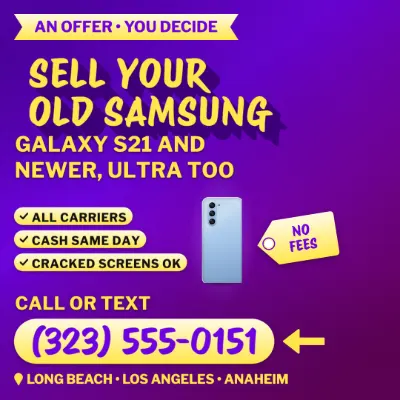 AN OFFER • YOU DECIDE
SELL YOUR
OLD SAMSUNG
GALAXY S21 AND
NEWER, ULTRA TOO
ALL CARRIERS
CASH SAME DAY
CRACKED SCREENS OK
NO
FEES
CALL OR TEXT
(323) 555-0151
LONG BEACH • LOS ANGELES • ANAHEIM